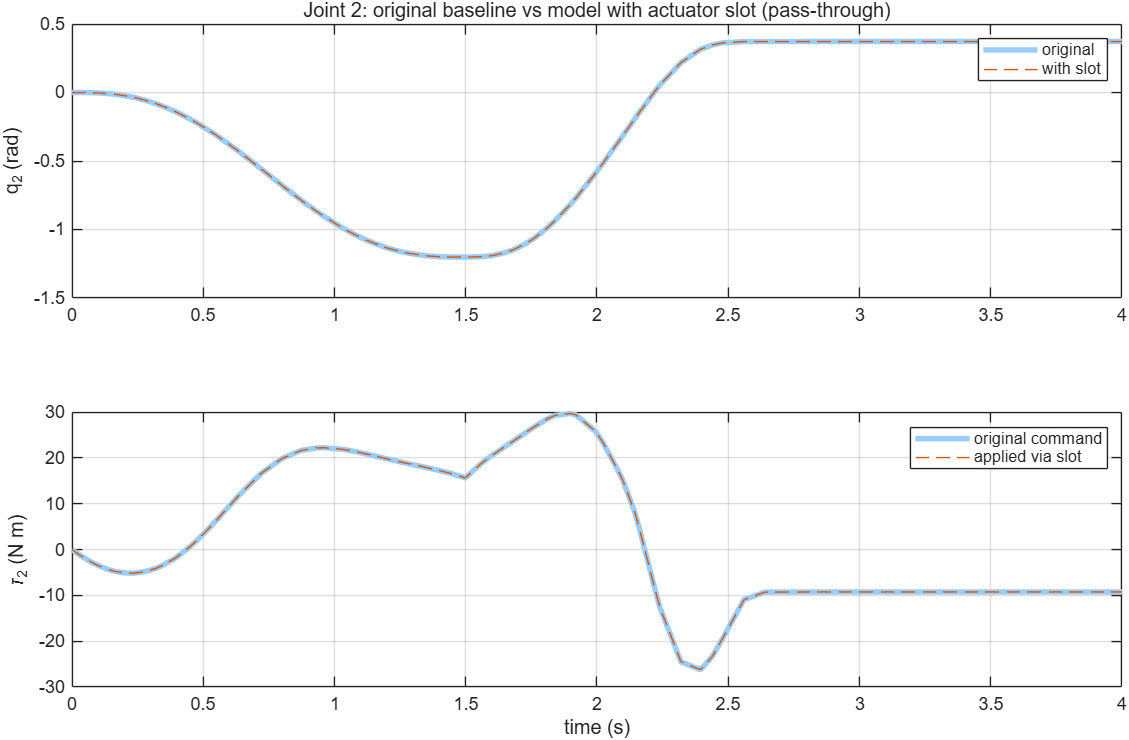 Joint 2: original baseline vs model with actuator slot (pass-through)
0.5
0
-0.5
-1
-1.5
q₂ (rad)
original
with slot
0 0.5 1 1.5 2 2.5 3 3.5 4
30
20
10
0
-10
-20
-30
τ₂ (N m)
original command
applied via slot
0 0.5 1 1.5 2 2.5 3 3.5 4
time (s)